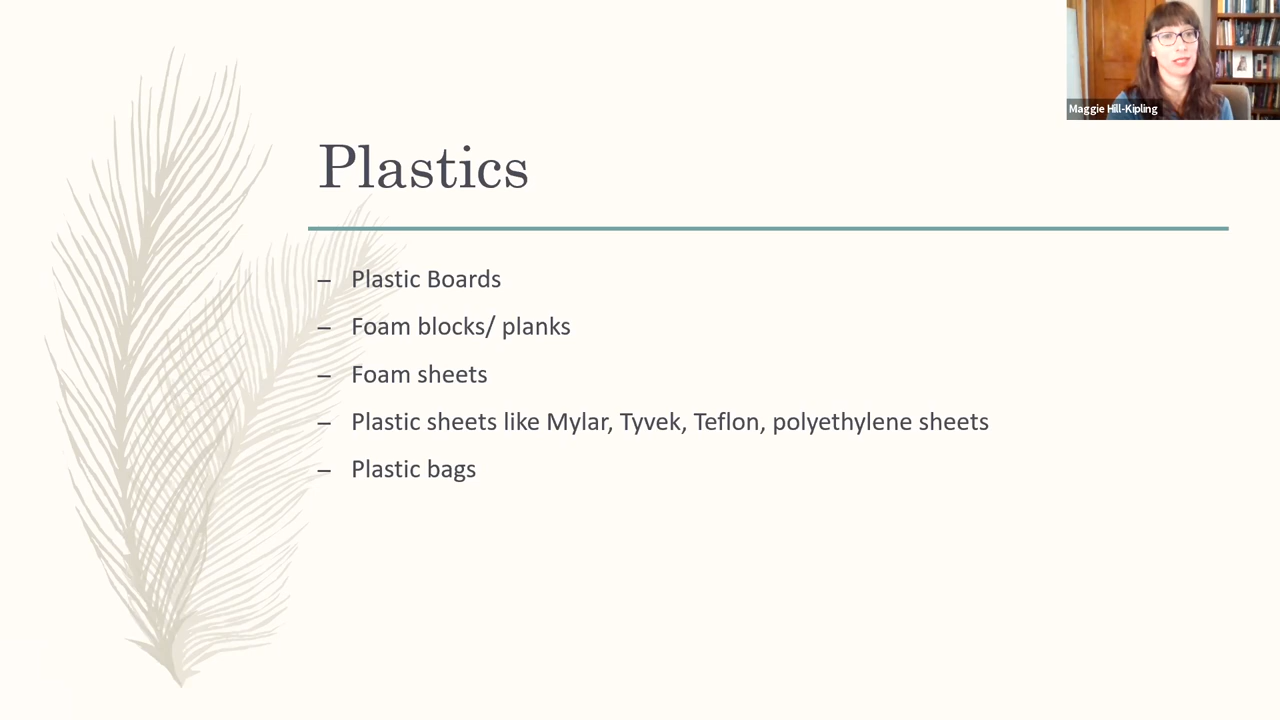 Maggie Hill-Kipling
Plastics
– Plastic Boards
– Foam blocks/ planks
– Foam sheets
– Plastic sheets like Mylar, Tyvek, Teflon, polyethylene sheets
– Plastic bags